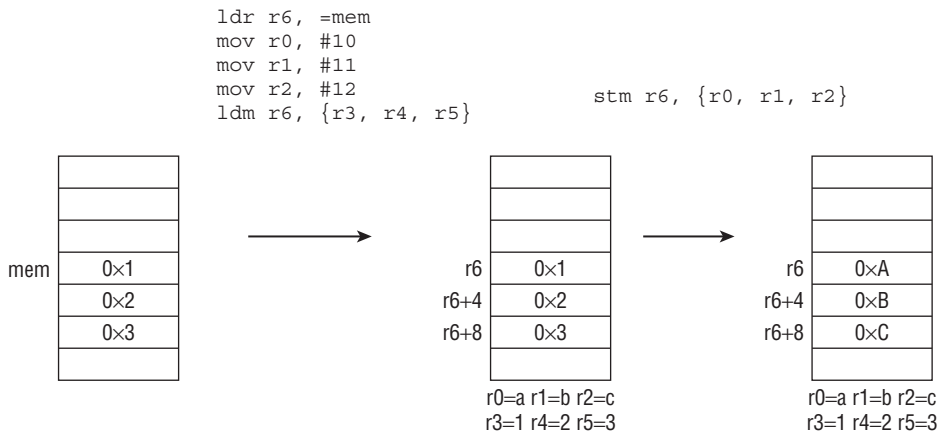 ldr r6, =mem
mov r0, #10
mov r1, #11
mov r2, #12
ldm r6, {r3, r4, r5}
stm r6, {r0, r1, r2}
mem 0×1
0×2
0×3
r6 0×1
r6+4 0×2
r6+8 0×3
r0=a r1=b r2=c
r3=1 r4=2 r5=3
r6 0×A
r6+4 0×B
r6+8 0×C
r0=a r1=b r2=c
r3=1 r4=2 r5=3